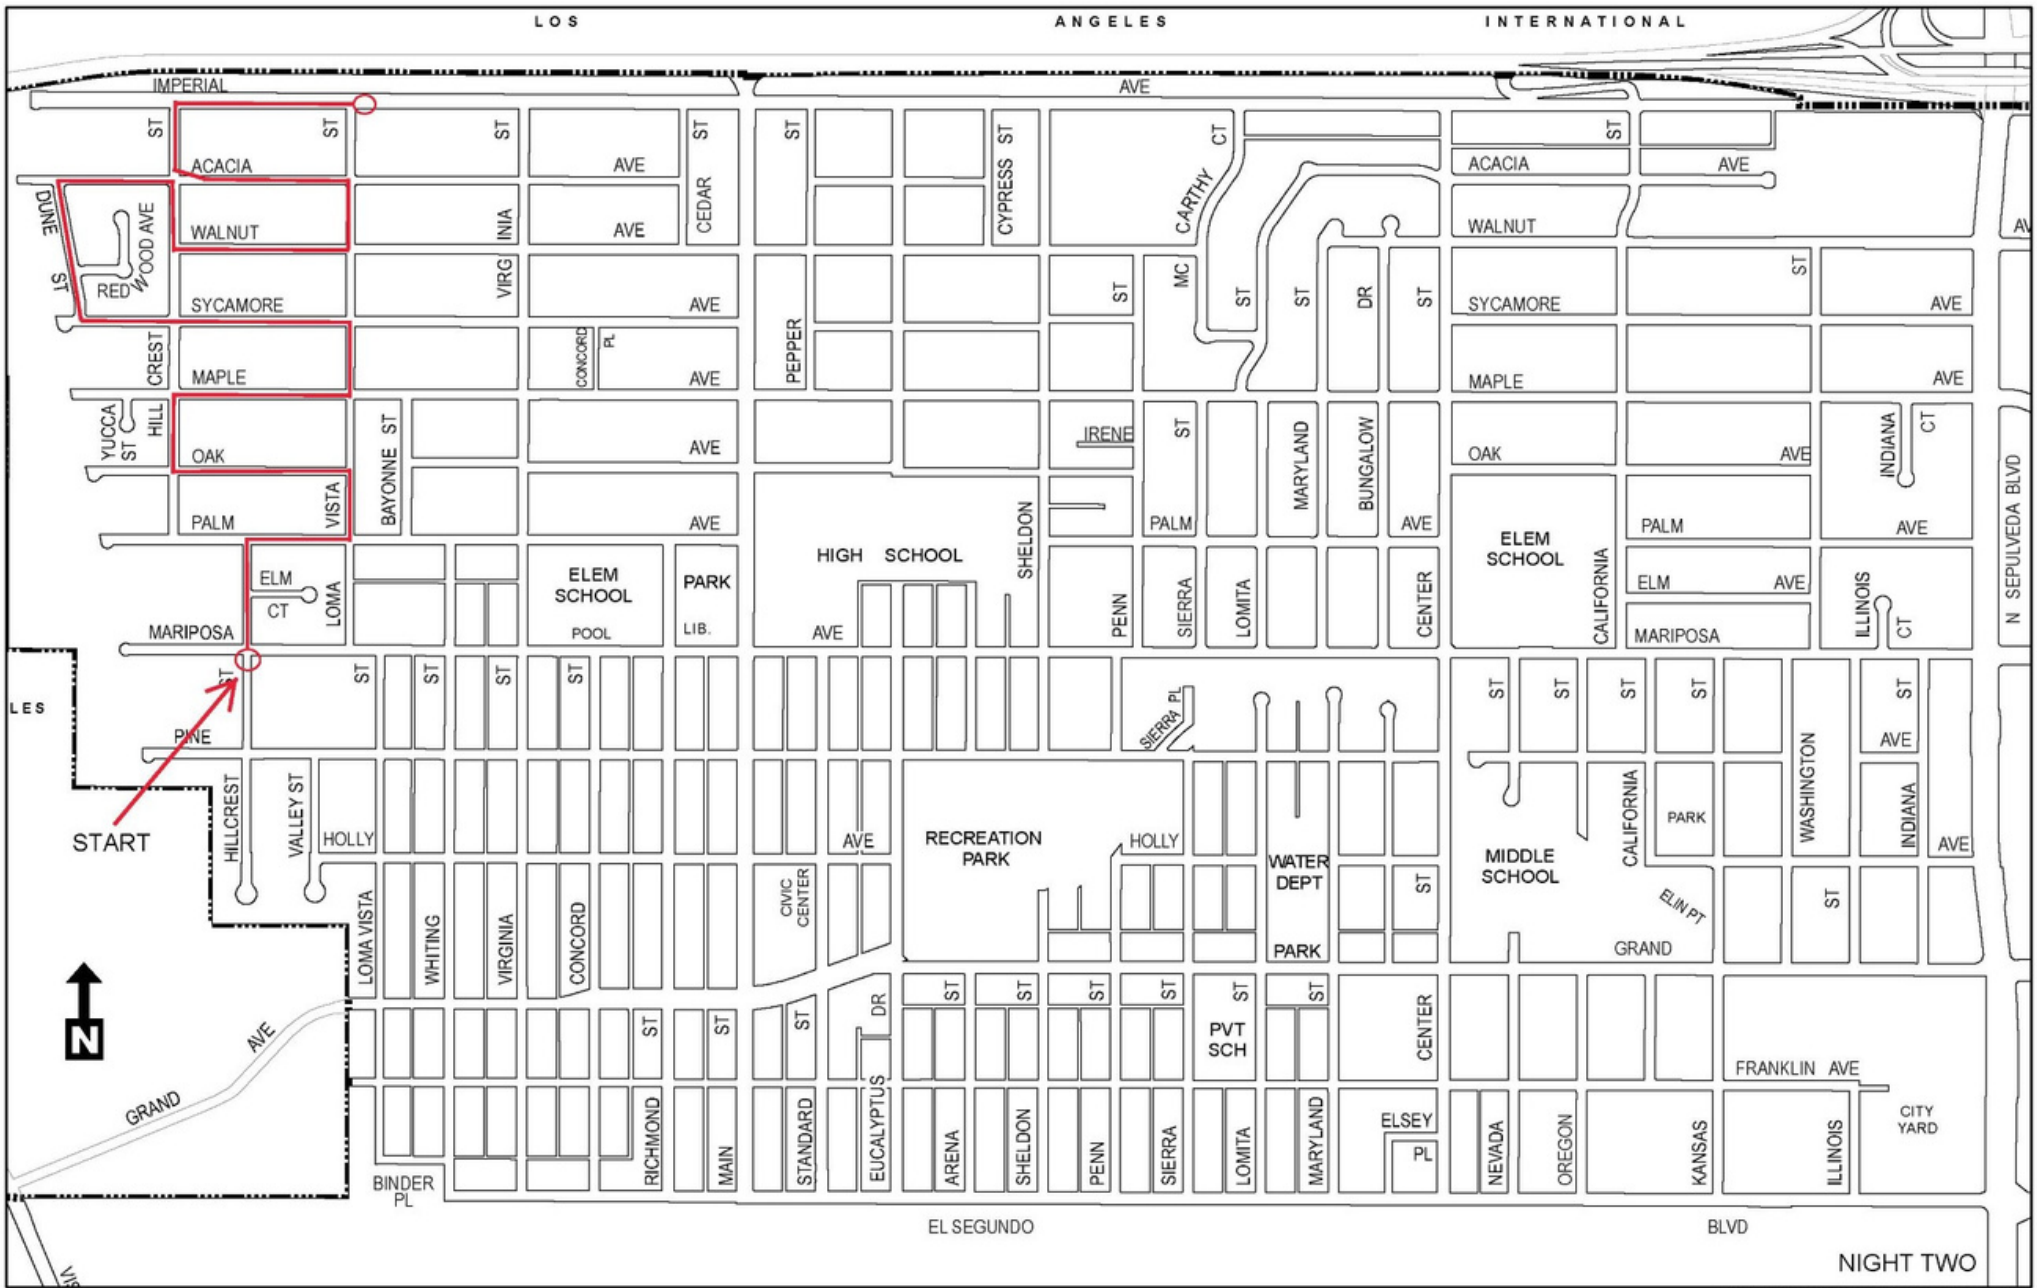 LOS ANGELES INTERNATIONAL
IMPERIAL AVE
ST
ST
ST
CEDAR ST
ST
CYPRESS ST
CT
ST
ACACIA AVE
ACACIA AVE
DUNE ST
RED
WOOD AVE
WALNUT AVE
WALNUT
AV
VIRG
INIA
MC
CARTHY
SYCAMORE AVE
ST
ST
ST
DR
ST
SYCAMORE AVE
ST
HILL
CREST
MAPLE AVE
CONCORD
PL
PEPPER
MAPLE AVE
YUCCA
ST
OAK AVE
BAYONNE ST
IRENE
ST
MARYLAND
BUNGALOW
OAK AVE
INDIANA
CT
N SEPULVEDA BLVD
PALM AVE
VISTA
LOMA
SHELDON
PALM AVE
PALM AVE
ELM
CT
ELEM
SCHOOL
POOL
PARK
LIB.
HIGH SCHOOL
ELEM
SCHOOL
CALIFORNIA
ELM AVE
ILLINOIS
CT
MARIPOSA AVE
PENN
SIERRA
LOMITA
CENTER
MARIPOSA
LES
ST
ST
ST
ST
ST
SIERRA PL
ST
ST
ST
ST
ST
PINE
AVE
START
HILLCREST
VALLEY ST
HOLLY AVE
RECREATION
PARK
HOLLY
WATER
DEPT
PARK
ST
MIDDLE
SCHOOL
CALIFORNIA
PARK
WASHINGTON
ST
INDIANA
AVE
ELIN PT
CIVIC
CENTER
LOMA VISTA
WHITING
VIRGINIA
CONCORD
GRAND
N
GRAND AVE
ST
ST
ST
DR
ST
ST
ST
ST
ST
ST
PVT
SCH
CENTER
FRANKLIN AVE
BINDER
PL
RICHMOND
MAIN
STANDARD
EUCALYPTUS
ARENA
SHELDON
PENN
SIERRA
LOMITA
MARYLAND
ELSEY
PL
NEVADA
OREGON
KANSAS
ILLINOIS
CITY
YARD
EL SEGUNDO BLVD
VIS
NIGHT TWO